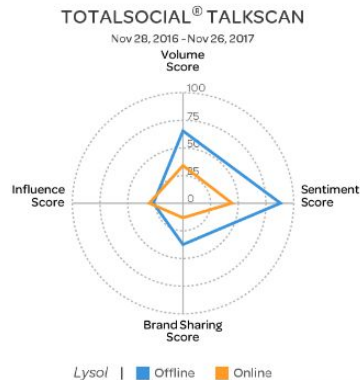 TOTALSOCIAL® TALKSCAN
Nov 28, 2016 - Nov 26, 2017
Volume
Score
100
75
50
25
0
Influence
Score
Sentiment
Score
Brand Sharing
Score
Lysol | Offline Online